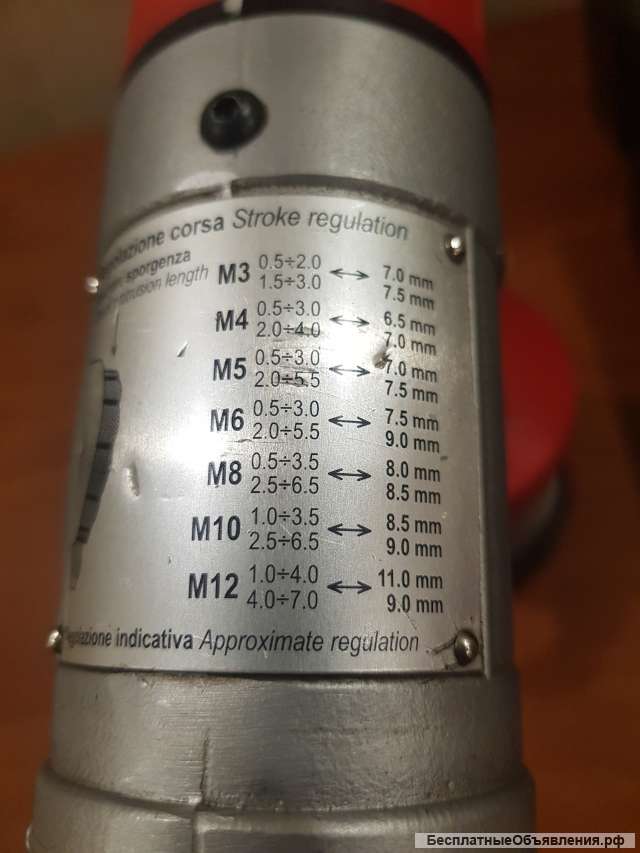 corsa Stroke regulation
sporgenza
length
M3 0.5÷2.0 ↔ 7.0 mm
1.5÷3.0 7.5 mm
M4 0.5÷3.0 ↔ 6.5 mm
2.0÷4.0 7.0 mm
M5 0.5÷3.0 ↔ 7.0 mm
2.0÷5.5 7.5 mm
M6 0.5÷3.0 ↔ 7.5 mm
2.0÷5.5 9.0 mm
M8 0.5÷3.5 ↔ 8.0 mm
2.5÷6.5 8.5 mm
M10 1.0÷3.5 ↔ 8.5 mm
2.5÷6.5 9.0 mm
M12 1.0÷4.0 ↔ 11.0 mm
4.0÷7.0 9.0 mm
indicativa Approximate regulation
БесплатныеОбъявления.рф